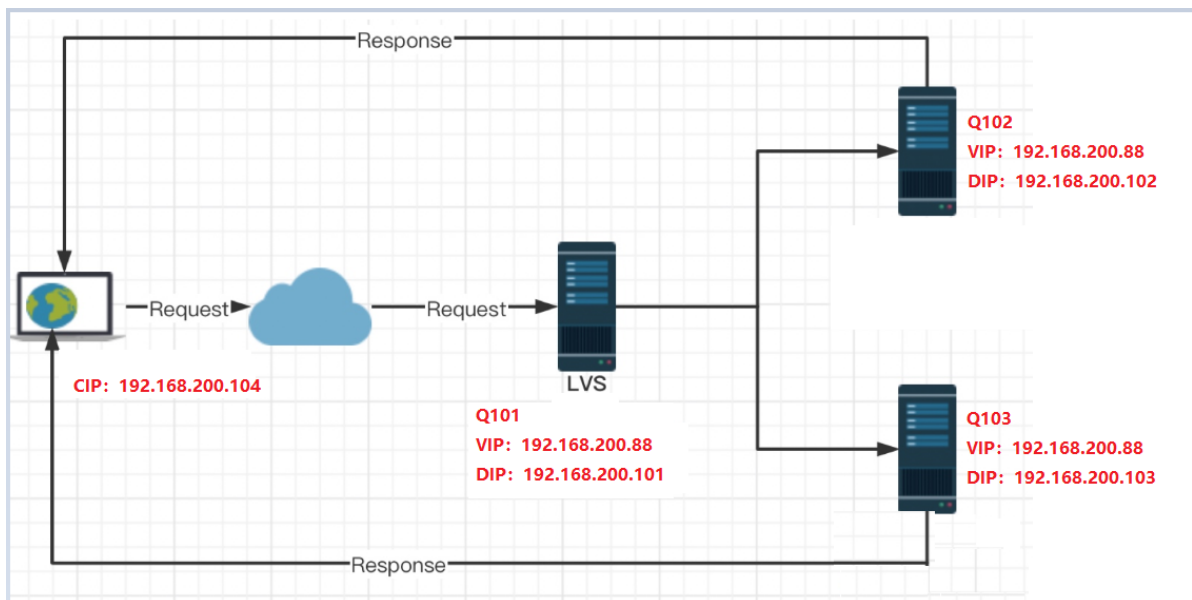 Response
Q102
VIP：192.168.200.88
DIP：192.168.200.102
Request
Request
LVS
CIP：192.168.200.104
Q101
VIP：192.168.200.88
DIP：192.168.200.101
Q103
VIP：192.168.200.88
DIP：192.168.200.103
Response